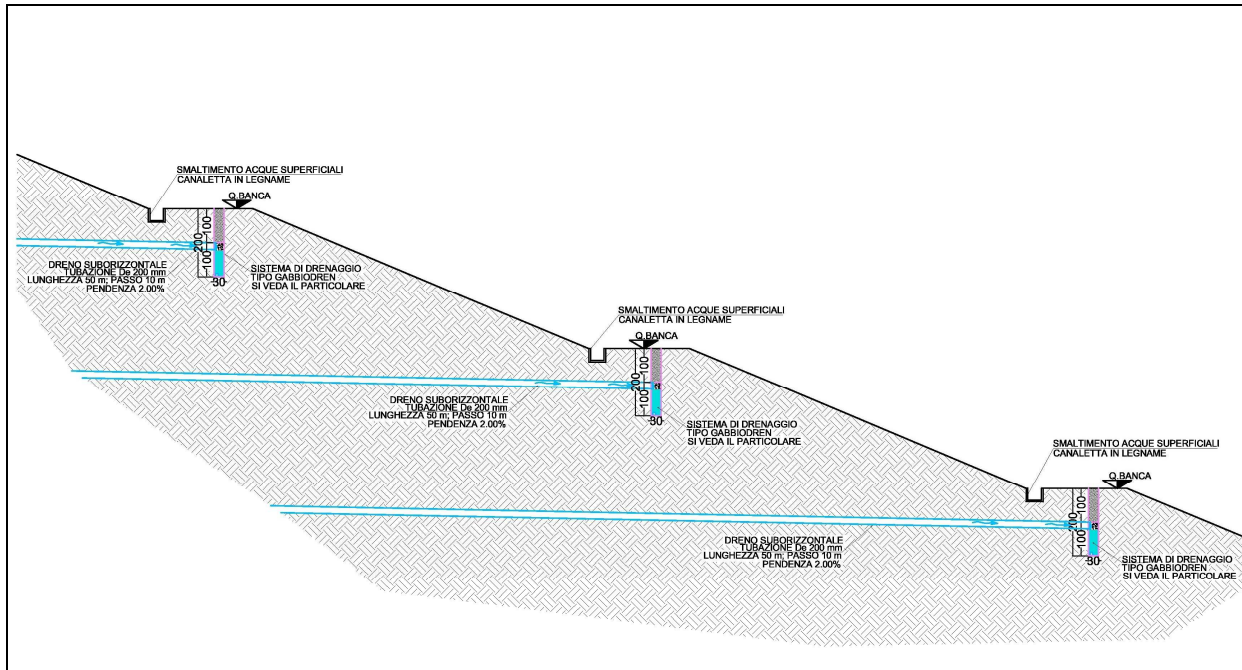 SMALTIMENTO ACQUE SUPERFICIALI
CANALETTA IN LEGNAME
Q.BANCA
100
200
100
30
DRENO SUBORIZZONTALE
TUBAZIONE De 200 mm
LUNGHEZZA 50 m; PASSO 10 m
PENDENZA 2.00%
SISTEMA DI DRENAGGIO
TIPO GABBIODREN
SI VEDA IL PARTICOLARE
SMALTIMENTO ACQUE SUPERFICIALI
CANALETTA IN LEGNAME
Q.BANCA
100
200
100
30
DRENO SUBORIZZONTALE
TUBAZIONE De 200 mm
LUNGHEZZA 50 m; PASSO 10 m
PENDENZA 2.00%
SISTEMA DI DRENAGGIO
TIPO GABBIODREN
SI VEDA IL PARTICOLARE
SMALTIMENTO ACQUE SUPERFICIALI
CANALETTA IN LEGNAME
Q.BANCA
100
200
100
30
DRENO SUBORIZZONTALE
TUBAZIONE De 200 mm
LUNGHEZZA 50 m; PASSO 10 m
PENDENZA 2.00%
SISTEMA DI DRENAGGIO
TIPO GABBIODREN
SI VEDA IL PARTICOLARE